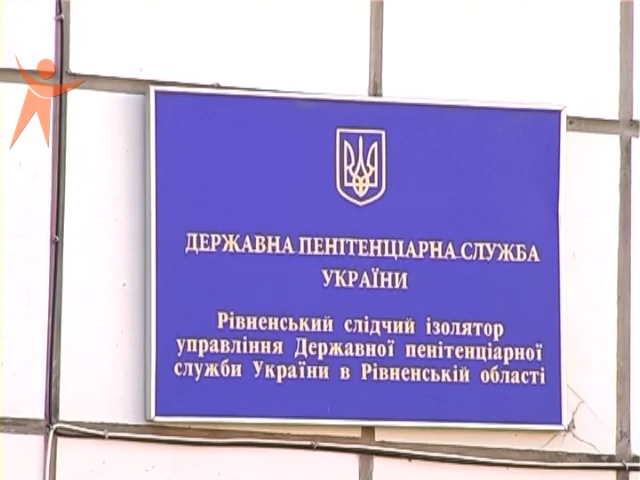 ДЕРЖАВНА ПЕНІТЕНЦІАРНА СЛУЖБА
УКРАЇНИ
Рівненський слідчий ізолятор
управління Державної пенітенціарної
служби України в Рівненській області